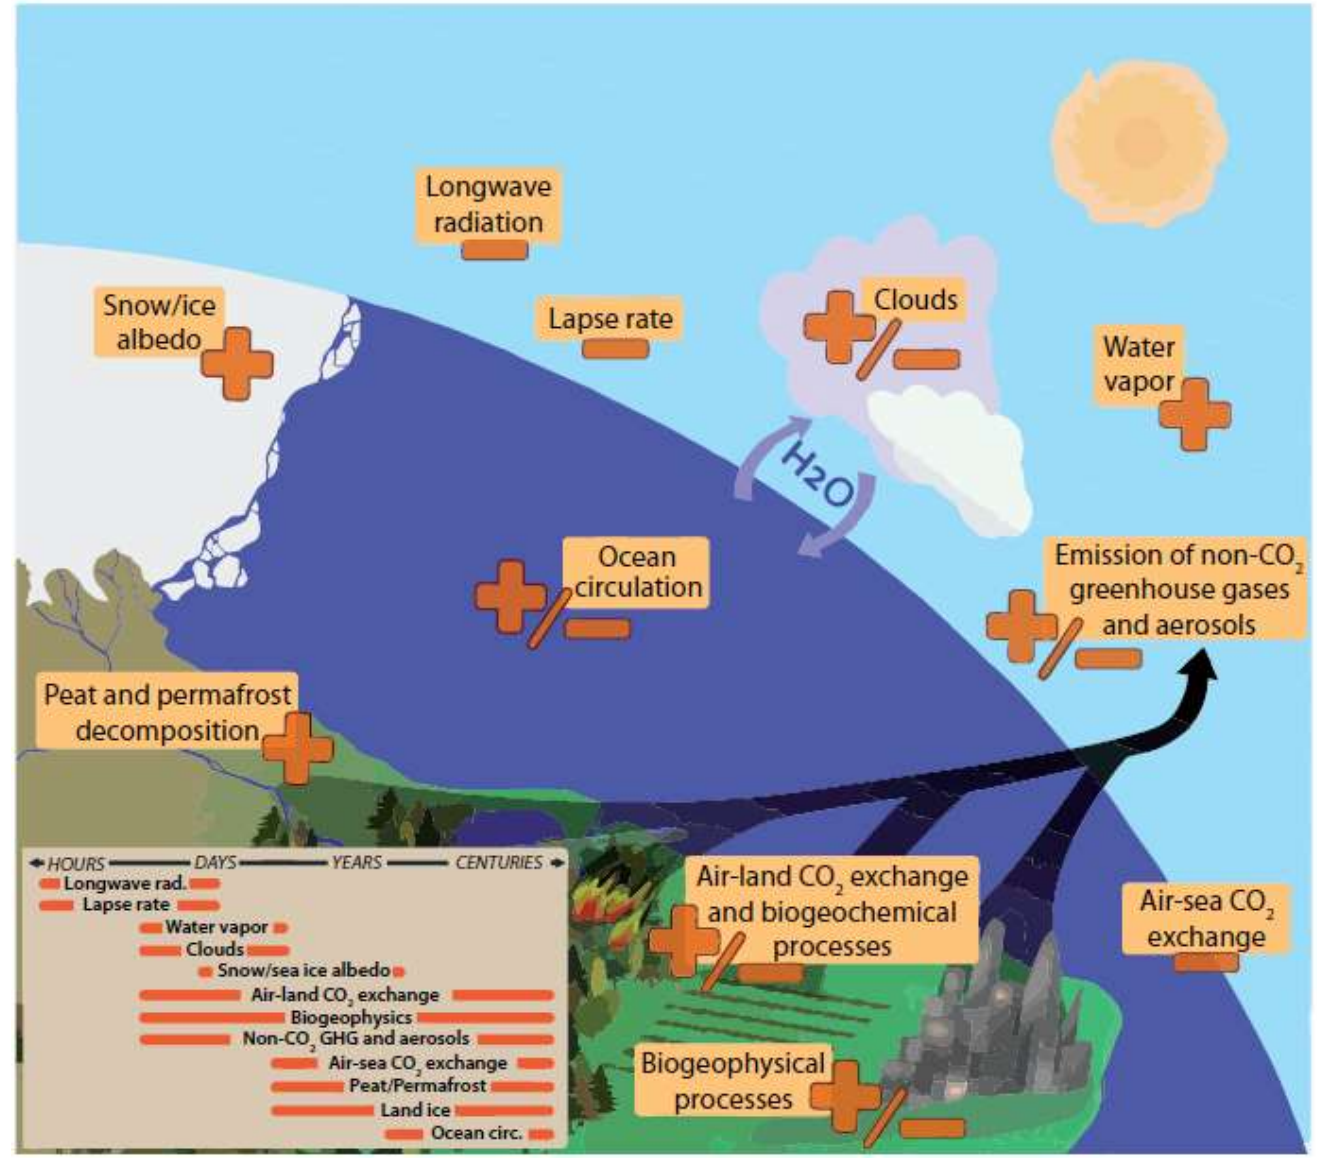 Longwave
radiation
Snow/ice
albedo
Lapse rate
Clouds
Water
vapor
H2O
Ocean
circulation
Emission of non-CO₂
greenhouse gases
and aerosols
Peat and permafrost
decomposition
Air-land CO₂ exchange
and biogeochemical
processes
Air-sea CO₂
exchange
Biogeophysical
processes
HOURS DAYS YEARS CENTURIES
Longwave rad.
Lapse rate
Water vapor
Clouds
Snow/sea ice albedo
Air-land CO₂ exchange
Biogeophysics
Non-CO₂ GHG and aerosols
Air-sea CO₂ exchange
Peat/Permafrost
Land ice
Ocean circ.